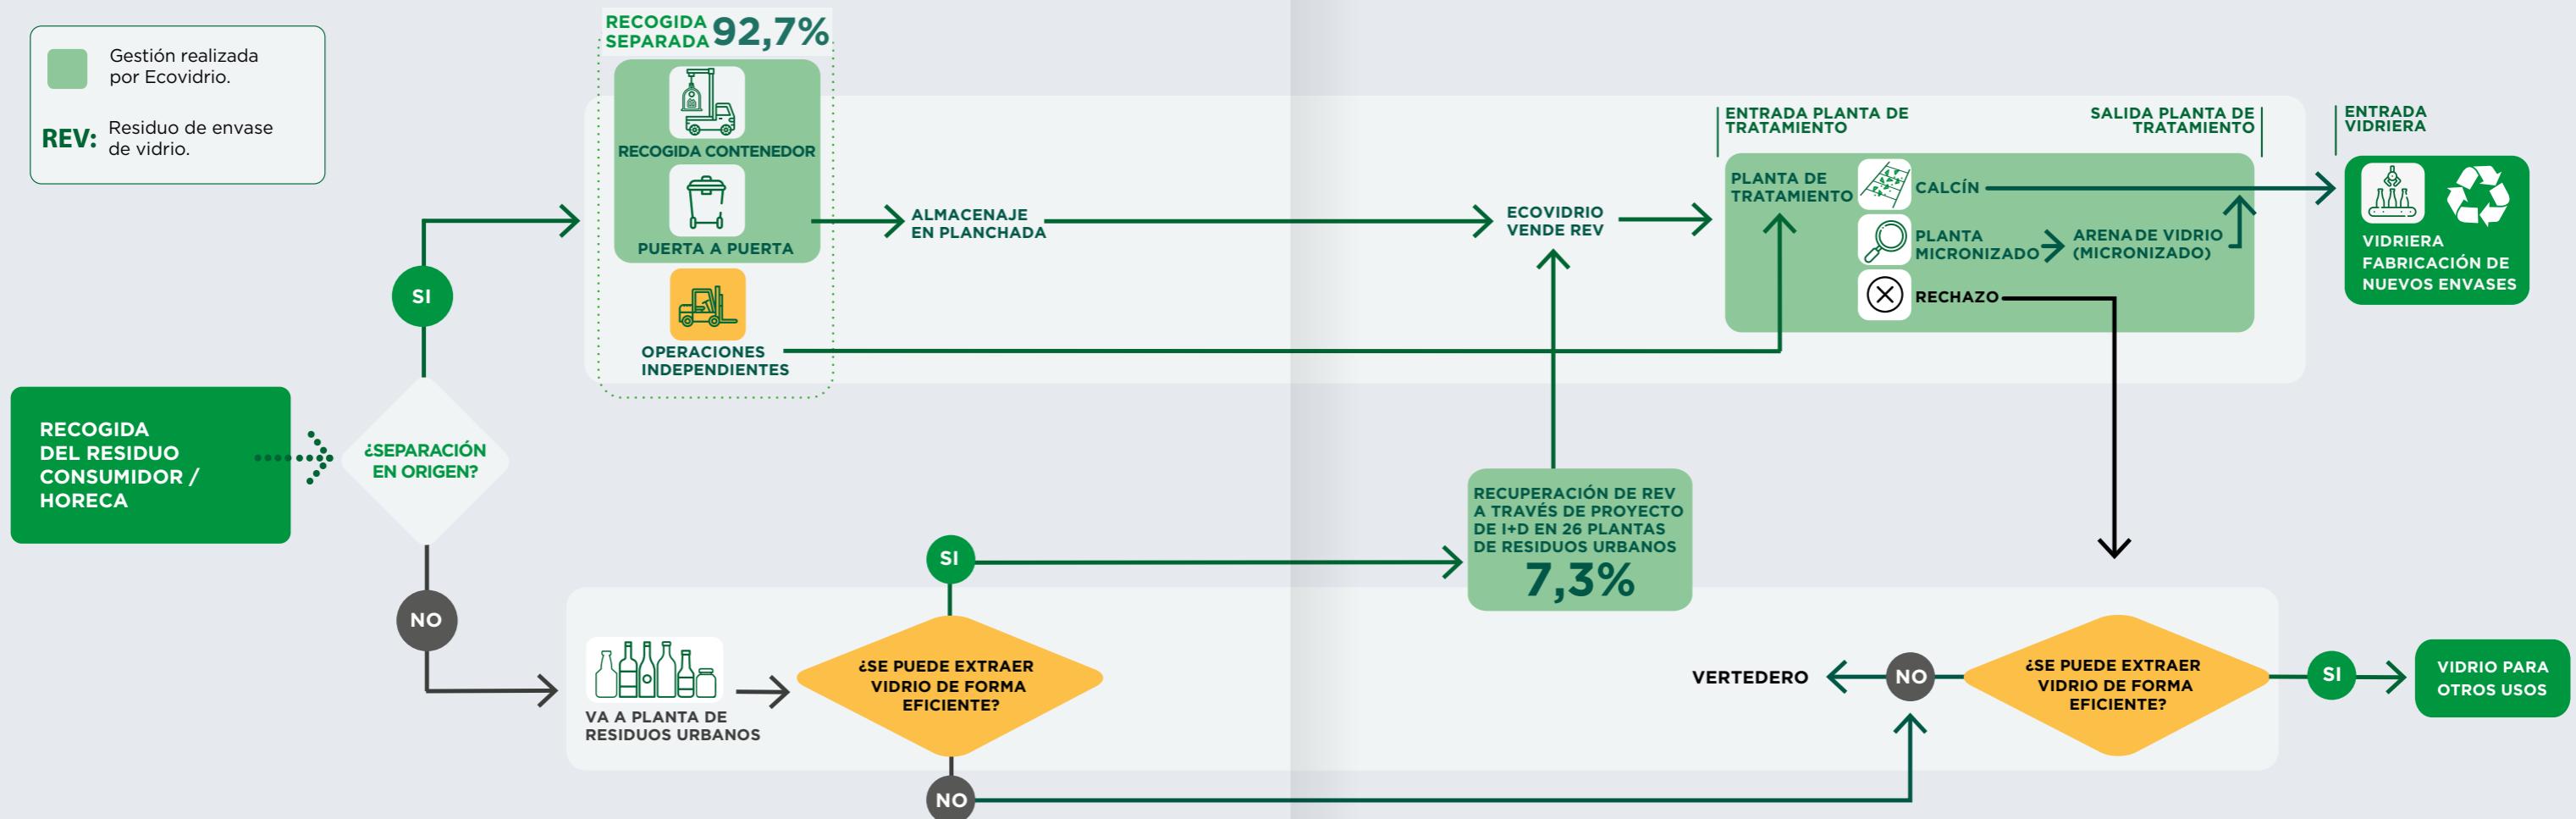 Gestión realizada
por Ecovidrio.
REV: Residuo de envase
de vidrio.
RECOGIDA
SEPARADA 92,7%
RECOGIDA CONTENEDOR
PUERTA A PUERTA
OPERACIONES
INDEPENDIENTES
ALMACENAJE
EN PLANCHADA
ECOVIDRIO
VENDE REV
ENTRADA PLANTA DE
TRATAMIENTO
SALIDA PLANTA DE
TRATAMIENTO
ENTRADA
VIDRIERA
PLANTA DE
TRATAMIENTO
CALCÍN
PLANTA
MICRONIZADO
ARENA DE VIDRIO
(MICRONIZADO)
RECHAZO
VIDRIERA
FABRICACIÓN DE
NUEVOS ENVASES
SI
RECOGIDA
DEL RESIDUO
CONSUMIDOR /
HORECA
¿SEPARACIÓN
EN ORIGEN?
NO
VA A PLANTA DE
RESIDUOS URBANOS
SI
¿SE PUEDE EXTRAER
VIDRIO DE FORMA
EFICIENTE?
NO
RECUPERACIÓN DE REV
A TRAVÉS DE PROYECTO
DE I+D EN 26 PLANTAS
DE RESIDUOS URBANOS
7,3%
VERTEDERO
NO
¿SE PUEDE EXTRAER
VIDRIO DE FORMA
EFICIENTE?
SI
VIDRIO PARA
OTROS USOS